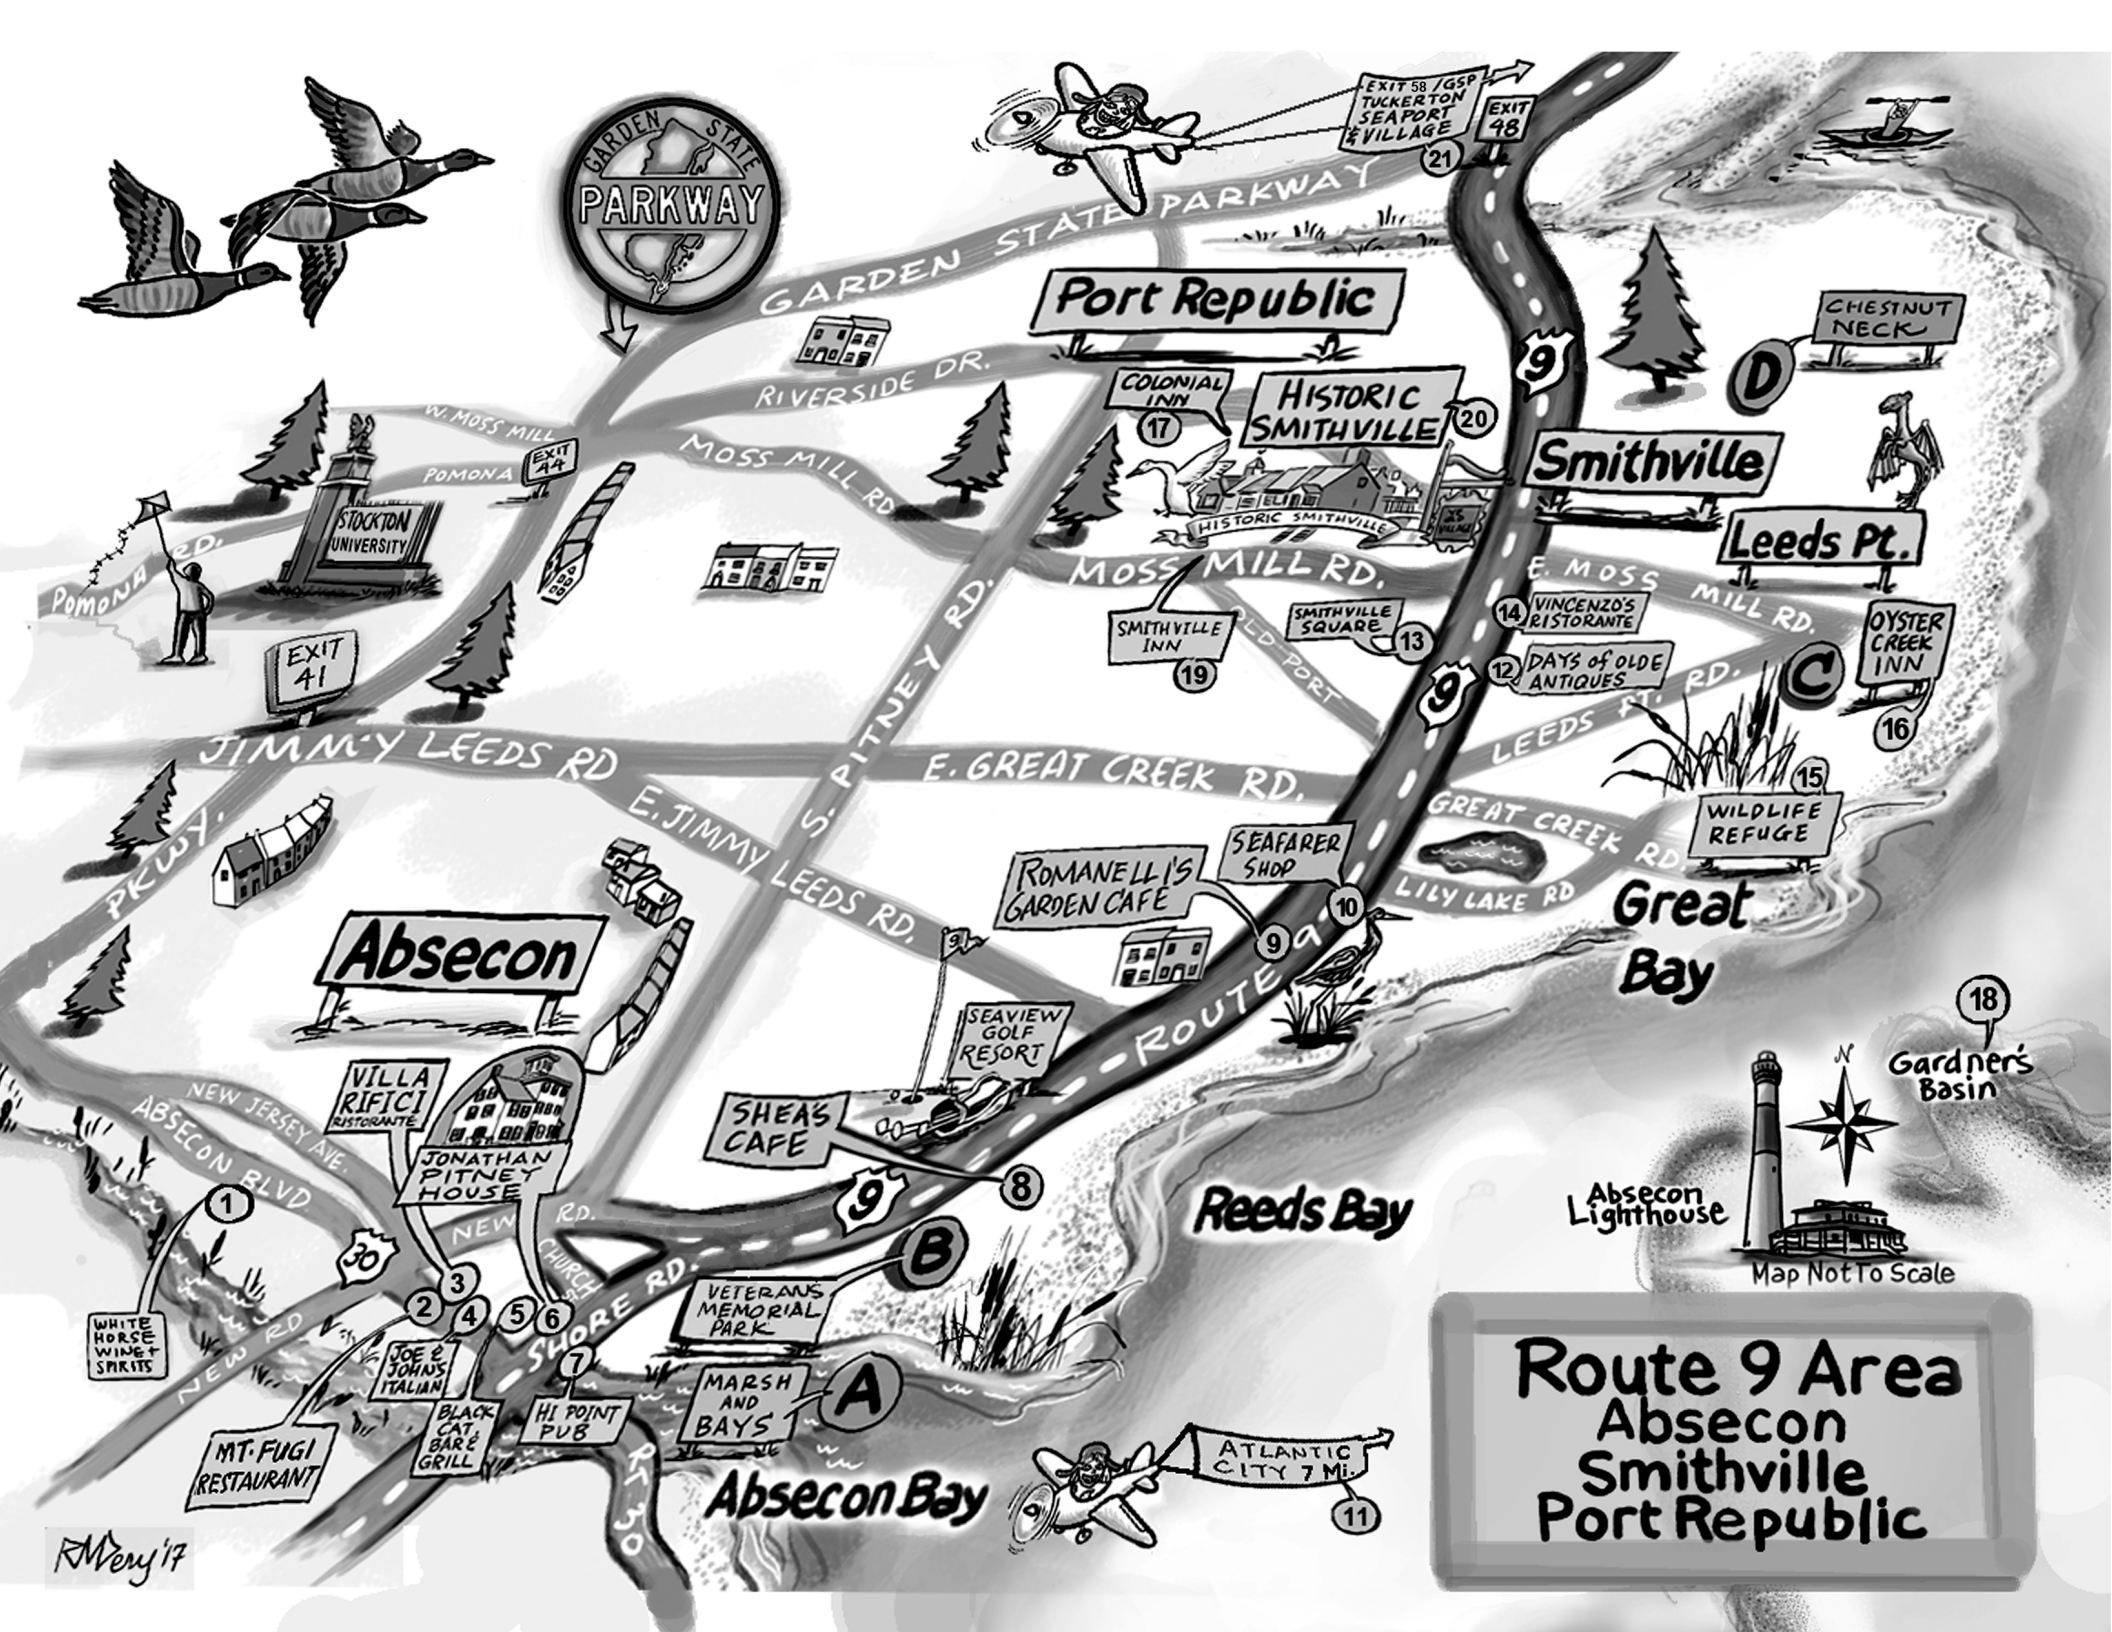 EXIT 58 /GSP
TUCKERTON
SEAPORT
& VILLAGE
21
EXIT
48
GARDEN STATE
PARKWAY
GARDEN STATE PARKWAY
Port Republic
9
CHESTNUT
NECK
D
RIVERSIDE DR.
COLONIAL
INN
17
HISTORIC
SMITHVILLE
20
W. MOSS MILL
EXIT
44
POMONA
MOSS MILL RD
Smithville
STOCKTON
UNIVERSITY
HISTORIC SMITHVILLE
VILLAGE
Leeds Pt.
POMONA RD.
MOSS MILL RD.
E. MOSS MILL RD.
SMITHVILLE
INN
19
SMITHVILLE
SQUARE
13
14
VINCENZO'S
RISTORANTE
OYSTER
CREEK
INN
16
C
EXIT
41
OLD PORT
12
DAYS of OLDE
ANTIQUES
9
S. PITNEY RD.
LEEDS PT. RD.
JIMMY LEEDS RD
E. GREAT CREEK RD.
15
WILDLIFE
REFUGE
E. JIMMY LEEDS RD.
GREAT CREEK RD
PKWY.
SEAFARER
SHOP
10
ROMANELLI'S
GARDEN CAFE
9
LILY LAKE RD
Great
Bay
Absecon
9
SEAVIEW
GOLF
RESORT
ROUTE 9
18
Gardner's
Basin
N
VILLA
RIFICI
RISTORANTE
NEW JERSEY AVE.
ABSECON BLVD
SHEA'S
CAFE
8
JONATHAN
PITNEY
HOUSE
9
Reeds Bay
Absecon
Lighthouse
Map Not To Scale
1
NEW RD.
30
CHURCH ST
B
3
2
4
5
6
SHORE RD.
VETERANS
MEMORIAL
PARK
WHITE
HORSE
WINE +
SPIRITS
NEW RD
JOE &
JOHN'S
ITALIAN
7
MARSH
AND
BAYS
A
BLACK
CAT
BAR &
GRILL
HI POINT
PUB
MT. FUGI
RESTAURANT
RT 30
Absecon Bay
ATLANTIC
CITY 7 Mi.
11
Route 9 Area
Absecon
Smithville
Port Republic
RMDery '17